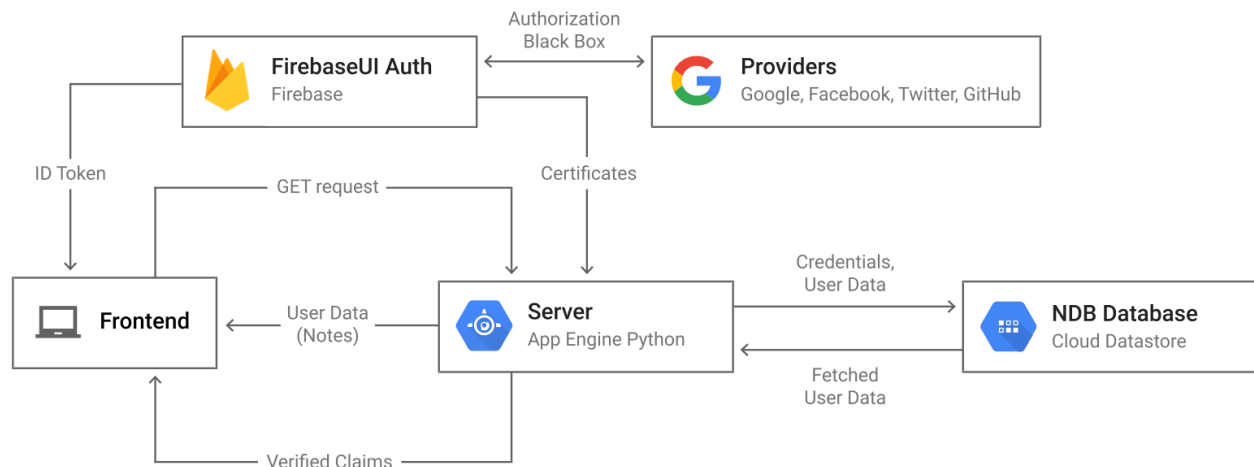 Authorization
Black Box
FirebaseUI Auth
Firebase
Providers
Google, Facebook, Twitter, GitHub
ID Token
GET request
Certificates
Credentials,
User Data
Frontend
User Data
(Notes)
Server
App Engine Python
NDB Database
Cloud Datastore
Fetched
User Data
Verified Claims